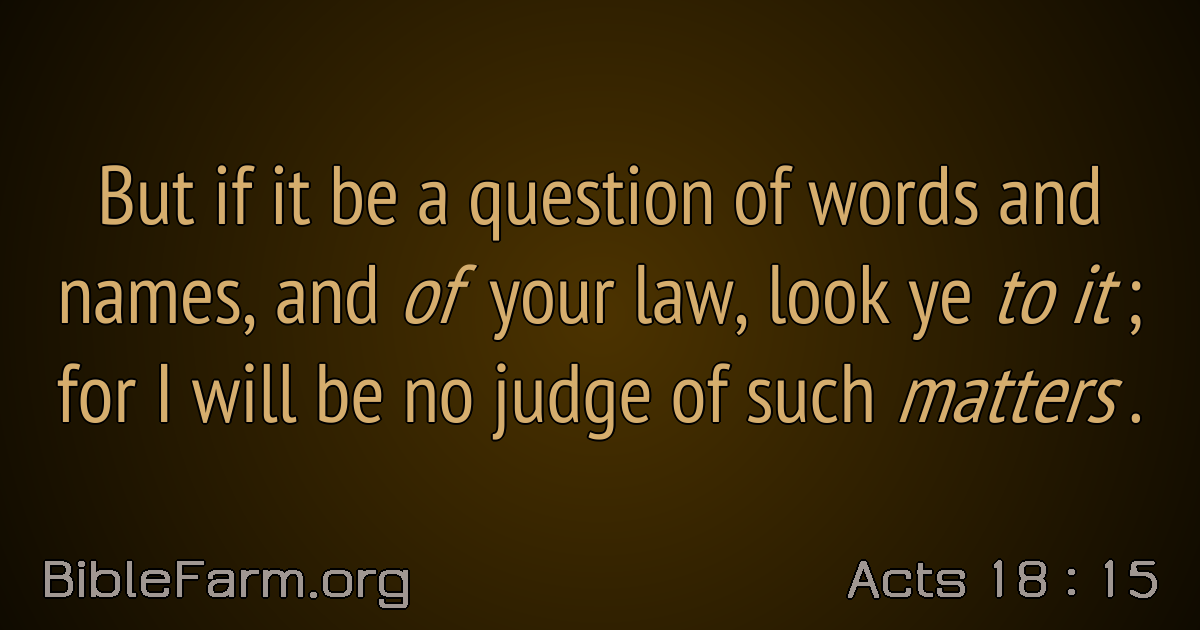 But if it be a question of words and
names, and of your law, look ye to it;
for I will be no judge of such matters.
BibleFarm.org
Acts 18:15